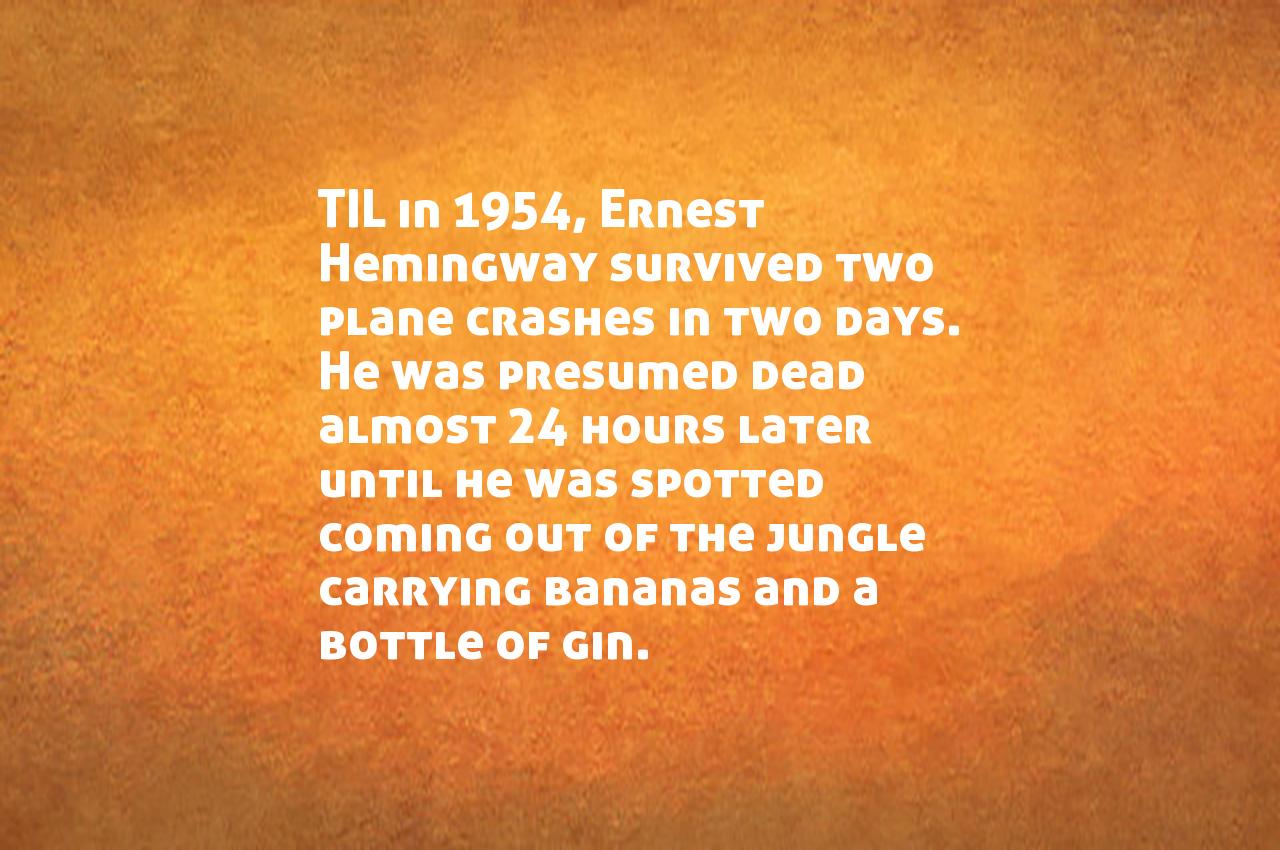 TIL in 1954, Ernest
Hemingway survived two
plane crashes in two days.
He was presumed dead
almost 24 hours later
until he was spotted
coming out of the jungle
carrying bananas and a
bottle of gin.